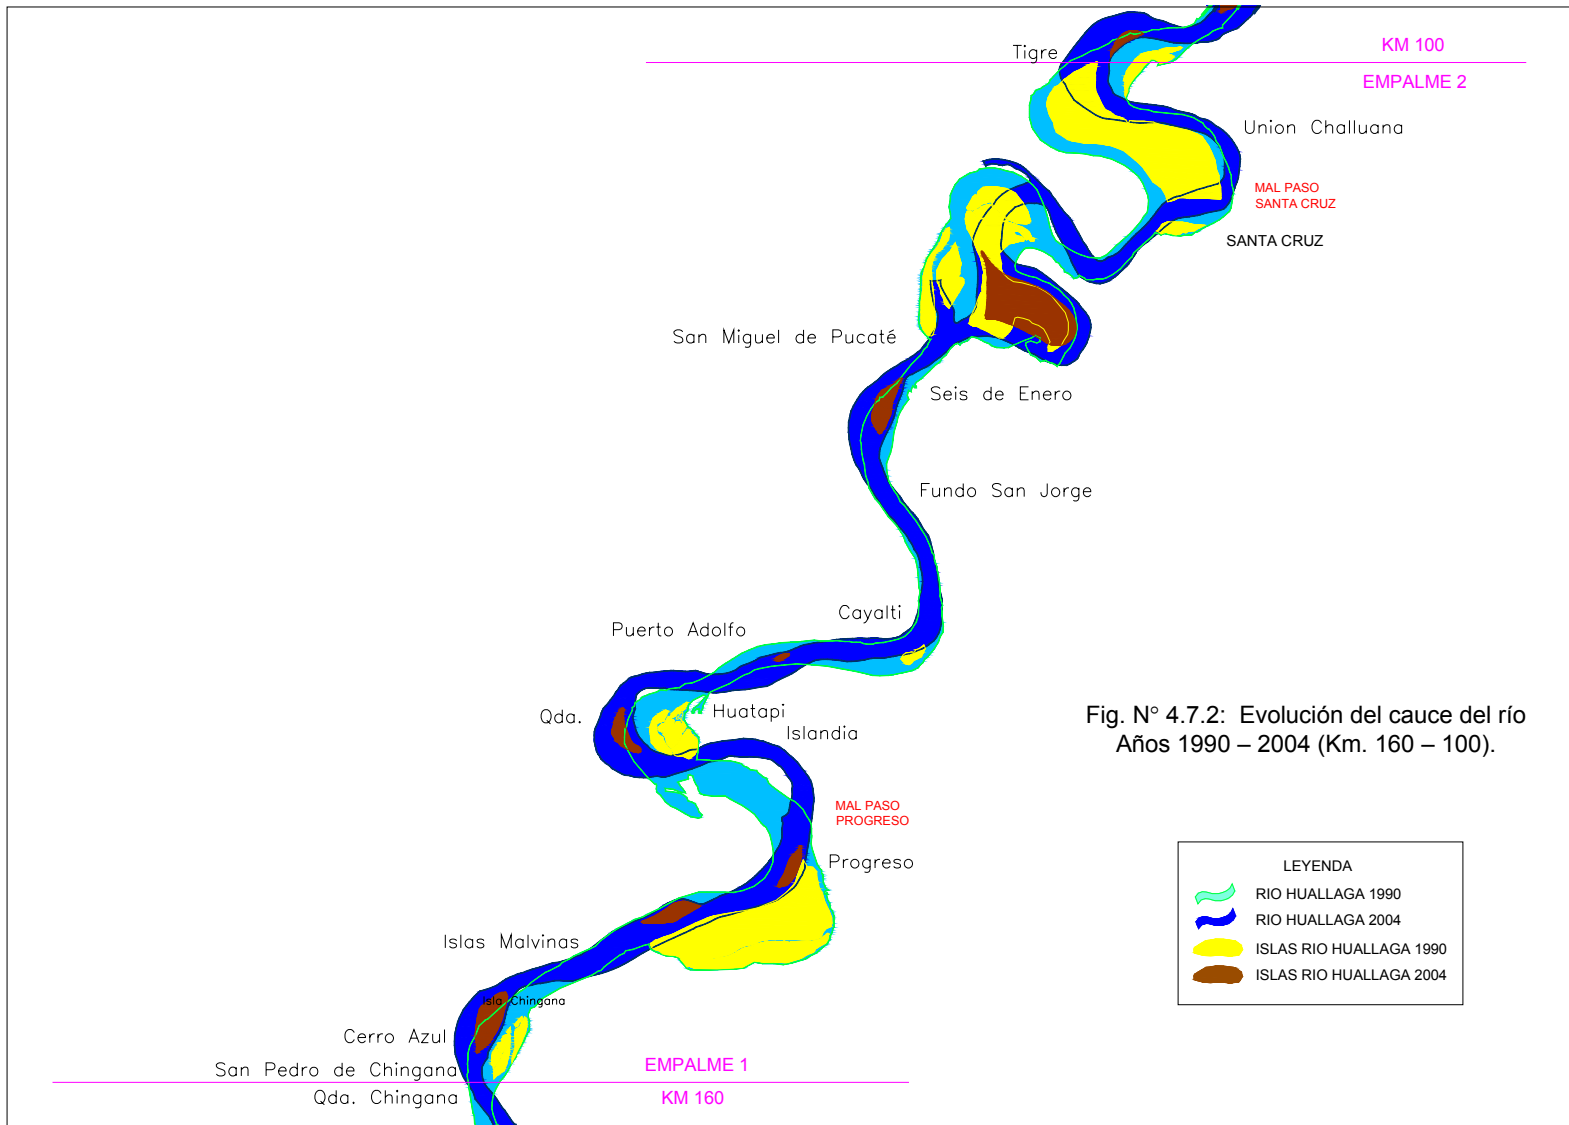 Tigre
KM 100
EMPALME 2
Union Challuana
MAL PASO
SANTA CRUZ
SANTA CRUZ
San Miguel de Pucaté
Seis de Enero
Fundo San Jorge
Cayalti
Puerto Adolfo
Qda.
Huatapi
Islandia
Fig. N° 4.7.2: Evolución del cauce del río
Años 1990 – 2004 (Km. 160 – 100).
MAL PASO
PROGRESO
Progreso
LEYENDA
RIO HUALLAGA 1990
RIO HUALLAGA 2004
ISLAS RIO HUALLAGA 1990
ISLAS RIO HUALLAGA 2004
Islas Malvinas
Isla Chingana
Cerro Azul
San Pedro de Chingana
EMPALME 1
Qda. Chingana
KM 160